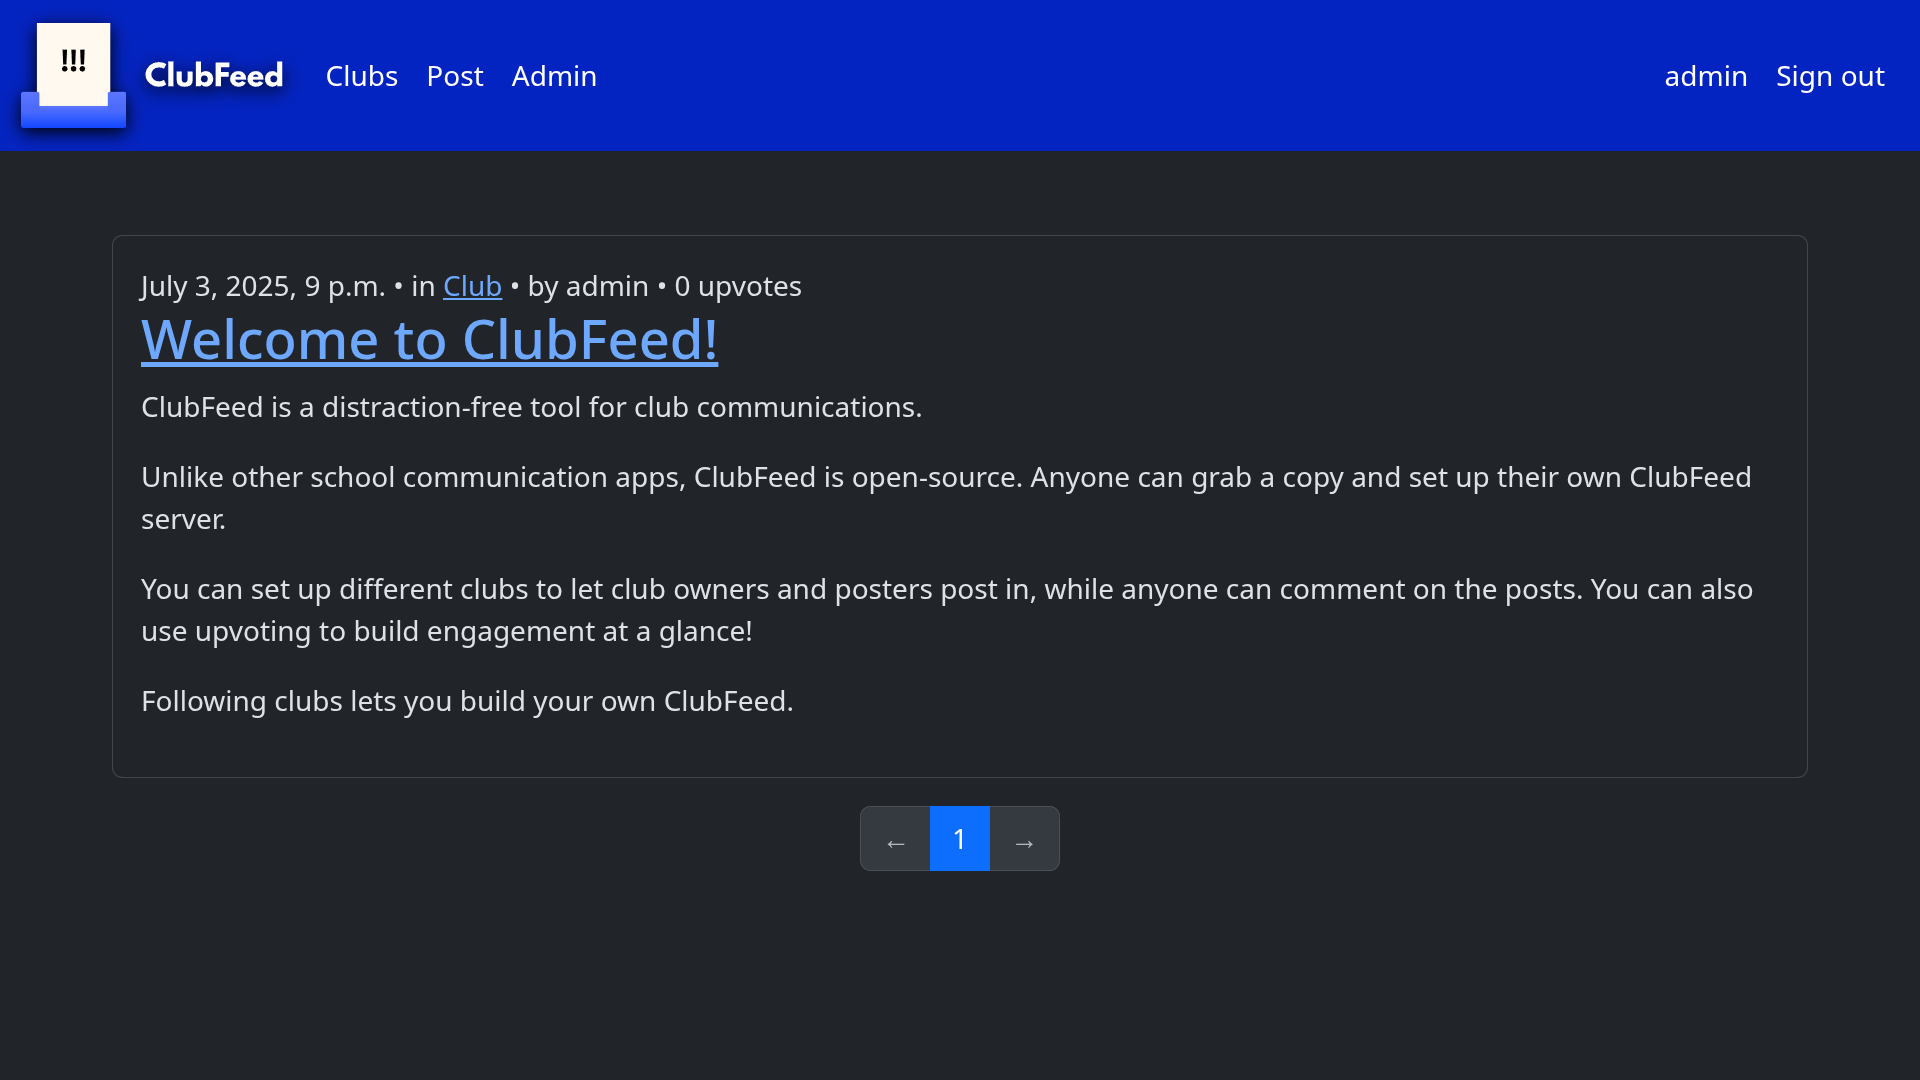 !!!
ClubFeed Clubs Post Admin admin Sign out
July 3, 2025, 9 p.m. • in Club • by admin • 0 upvotes
Welcome to ClubFeed!
ClubFeed is a distraction-free tool for club communications.
Unlike other school communication apps, ClubFeed is open-source. Anyone can grab a copy and set up their own ClubFeed
server.
You can set up different clubs to let club owners and posters post in, while anyone can comment on the posts. You can also
use upvoting to build engagement at a glance!
Following clubs lets you build your own ClubFeed.
← 1 →